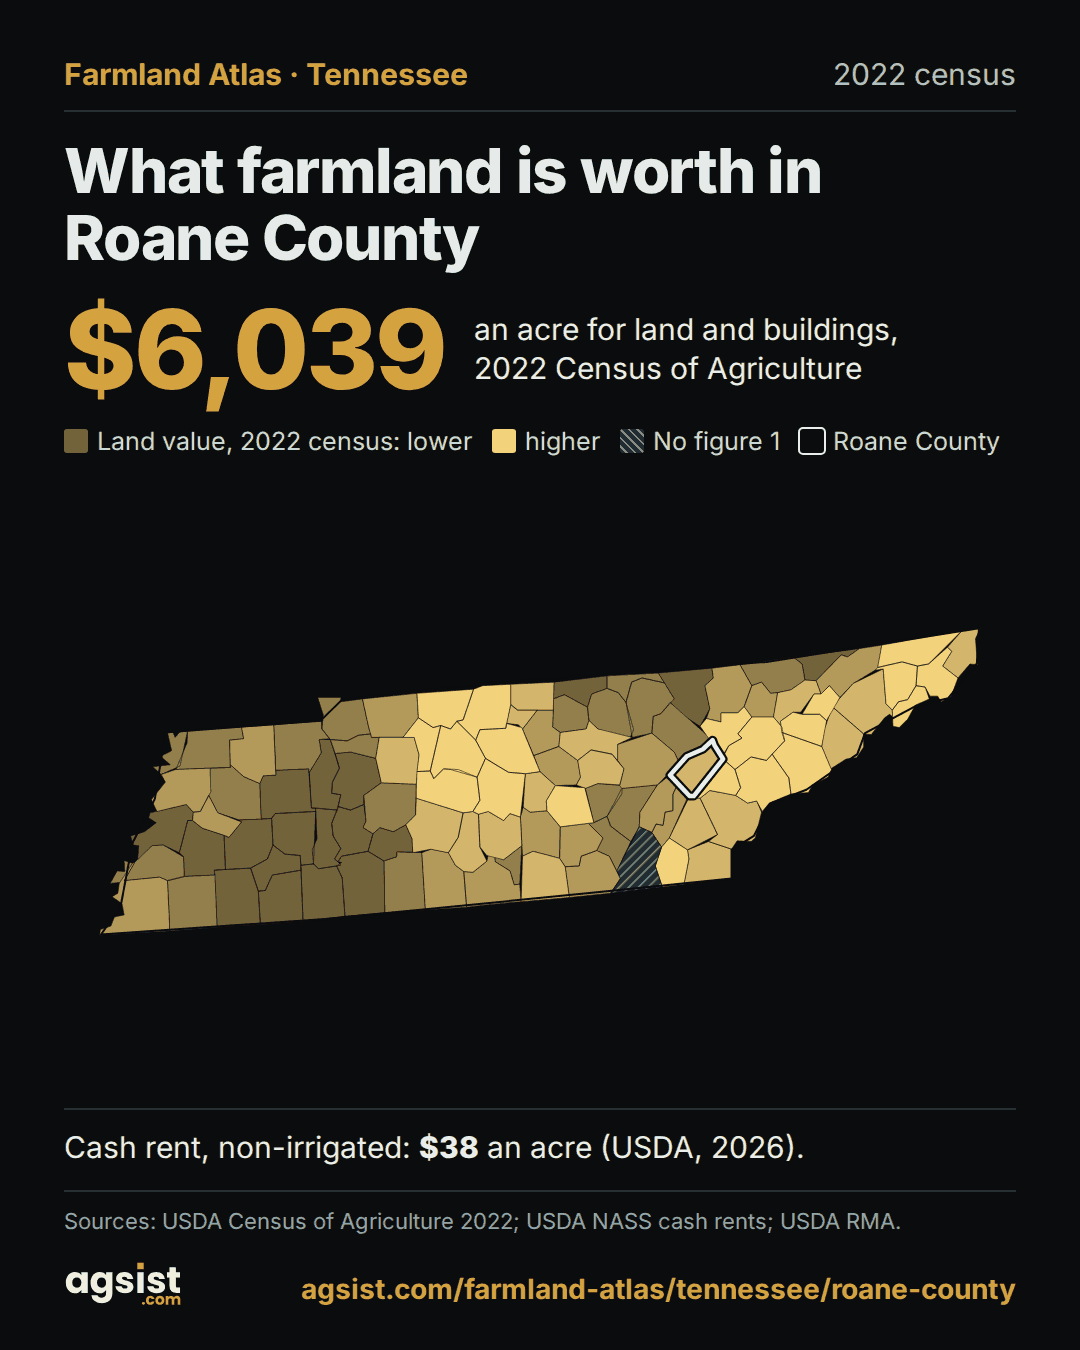 Farmland Atlas · Tennessee
2022 census
What farmland is worth in
Roane County
$6,039
an acre for land and buildings,
2022 Census of Agriculture
Land value, 2022 census: lower
higher
No figure 1
Roane County
Cash rent, non-irrigated: $38 an acre (USDA, 2026).
Sources: USDA Census of Agriculture 2022; USDA NASS cash rents; USDA RMA.
agsist
.com
agsist.com/farmland-atlas/tennessee/roane-county